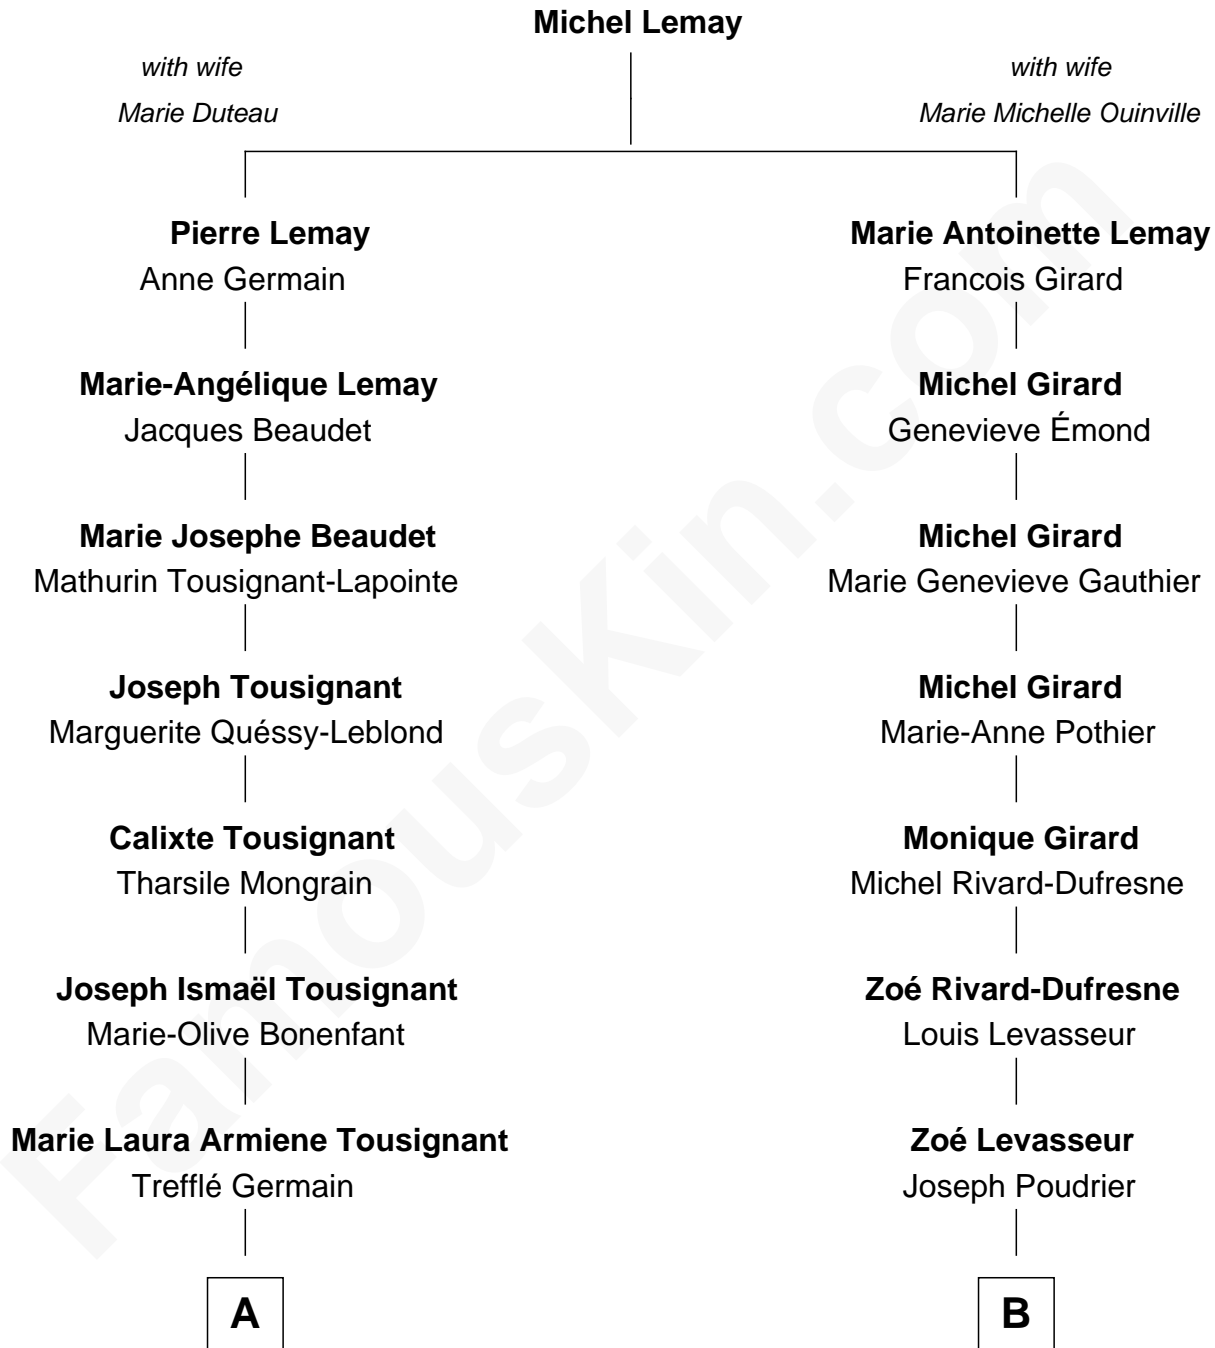 Michel Lemay
with wife
Marie Duteau
with wife
Marie Michelle Ouinville
Pierre Lemay
Anne Germain
Marie Antoinette Lemay
Francois Girard
Marie-Angélique Lemay
Jacques Beaudet
Michel Girard
Genevieve Émond
Marie Josephe Beaudet
Mathurin Tousignant-Lapointe
Michel Girard
Marie Genevieve Gauthier
Joseph Tousignant
Marguerite Quéssy-Leblond
Michel Girard
Marie-Anne Pothier
Calixte Tousignant
Tharsile Mongrain
Monique Girard
Michel Rivard-Dufresne
Joseph Ismaël Tousignant
Marie-Olive Bonenfant
Zoé Rivard-Dufresne
Louis Levasseur
Marie Laura Armiene Tousignant
Trefflé Germain
Zoé Levasseur
Joseph Poudrier
A
B
FamousKin.com